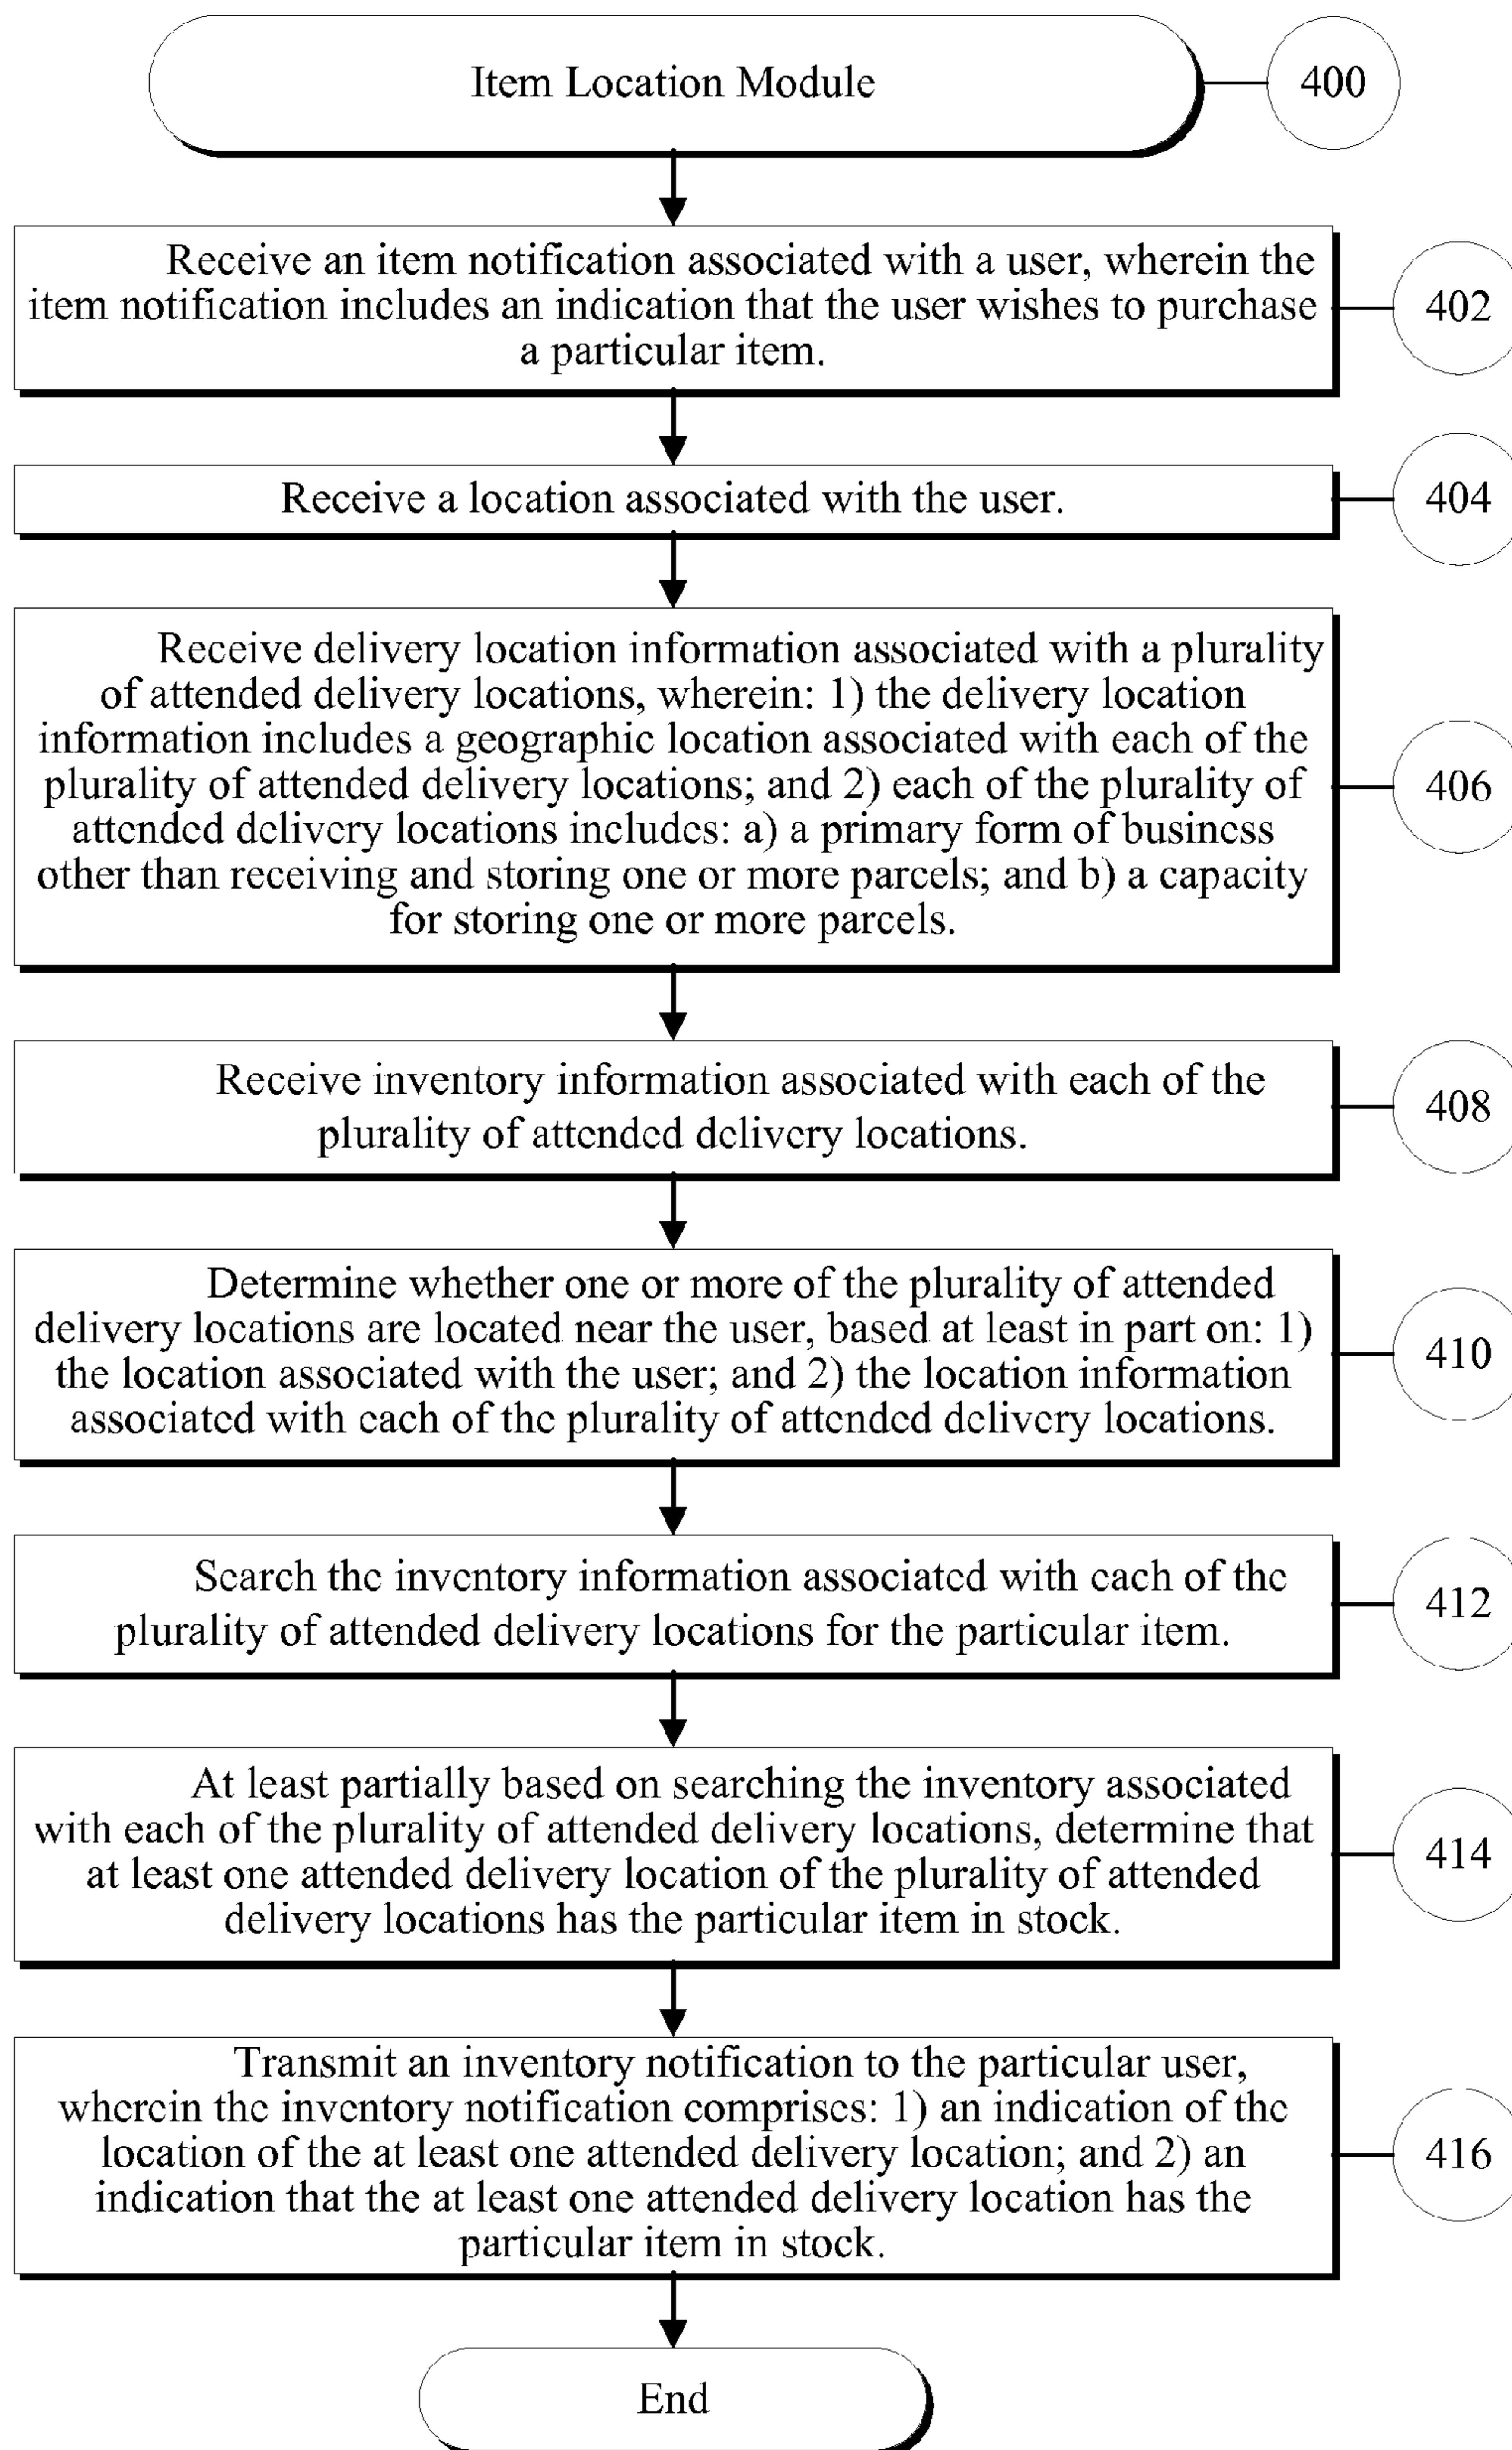 Item Location Module
400
Receive an item notification associated with a user, wherein the
item notification includes an indication that the user wishes to purchase
a particular item.
402
Receive a location associated with the user.
404
Receive delivery location information associated with a plurality
of attended delivery locations, wherein: 1) the delivery location
information includes a geographic location associated with each of the
plurality of attended delivery locations; and 2) each of the plurality of
attended delivery locations includes: a) a primary form of business
other than receiving and storing one or more parcels; and b) a capacity
for storing one or more parcels.
406
Receive inventory information associated with each of the
plurality of attended delivery locations.
408
Determine whether one or more of the plurality of attended
delivery locations are located near the user, based at least in part on: 1)
the location associated with the user; and 2) the location information
associated with each of the plurality of attended delivery locations.
410
Search the inventory information associated with each of the
plurality of attended delivery locations for the particular item.
412
At least partially based on searching the inventory associated
with each of the plurality of attended delivery locations, determine that
at least one attended delivery location of the plurality of attended
delivery locations has the particular item in stock.
414
Transmit an inventory notification to the particular user,
wherein the inventory notification comprises: 1) an indication of the
location of the at least one attended delivery location; and 2) an
indication that the at least one attended delivery location has the
particular item in stock.
416
End